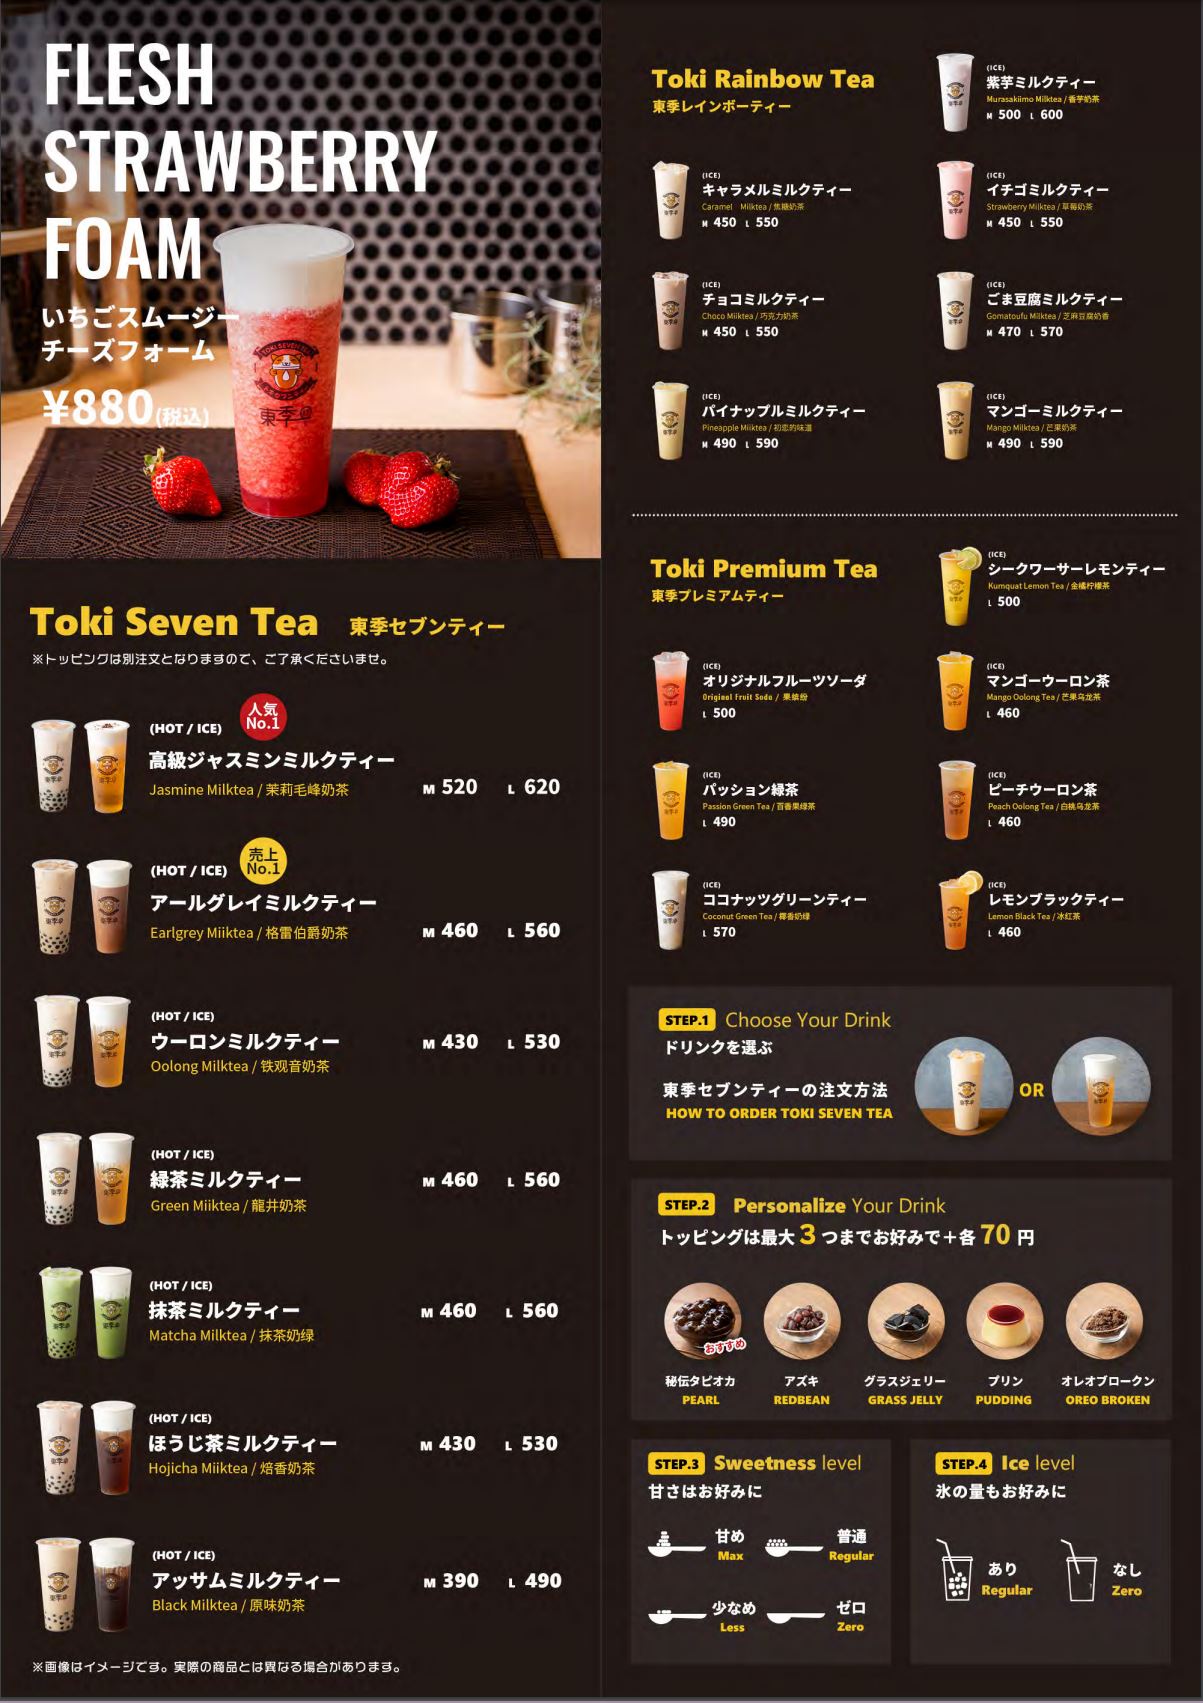 FLESH
STRAWBERRY
FOAM
いちごスムージー
チーズフォーム
¥880(税込)
TOKI SEVEN TEA
東季
Toki Seven Tea 東季セブンティー
※トッピングは別注文となりますので、ご了承くださいませ。
(HOT / ICE) 人気 No.1
高級ジャスミンミルクティー
Jasmine Milktea / 茉莉毛峰奶茶 M 520 L 620
(HOT / ICE) 売上 No.1
アールグレイミルクティー
Earlgrey Miiktea / 格雷伯爵奶茶 M 460 L 560
(HOT / ICE)
ウーロンミルクティー M 430 L 530
Oolong Milktea / 铁观音奶茶
(HOT / ICE)
緑茶ミルクティー M 460 L 560
Green Miiktea / 龍井奶茶
(HOT / ICE)
抹茶ミルクティー M 460 L 560
Matcha Milktea / 抹茶奶绿
(HOT / ICE)
ほうじ茶ミルクティー M 430 L 530
Hojicha Miiktea / 焙香奶茶
(HOT / ICE)
アッサムミルクティー M 390 L 490
Black Milktea / 原味奶茶
※画像はイメージです。実際の商品とは異なる場合があります。
Toki Rainbow Tea
東季レインボーティー
(ICE)
紫芋ミルクティー
Murasakiimo Milktea / 香芋奶茶
M 500 L 600
(ICE)
キャラメルミルクティー
Caramel Milktea / 焦糖奶茶
M 450 L 550
(ICE)
イチゴミルクティー
Strawberry Milktea / 草莓奶茶
M 450 L 550
(ICE)
チョコミルクティー
Choco Miiktea / 巧克力奶茶
M 450 L 550
(ICE)
ごま豆腐ミルクティー
Gomatoufu Milktea / 芝麻豆腐奶香
M 470 L 570
(ICE)
パイナップルミルクティー
Pineapple Miiktea / 初恋的味道
M 490 L 590
(ICE)
マンゴーミルクティー
Mango Milktea / 芒果奶茶
M 490 L 590
Toki Premium Tea
東季プレミアムティー
(ICE)
シークワーサーレモンティー
Kumquat Lemon Tea / 金橘柠檬茶
L 500
(ICE)
オリジナルフルーツソーダ
Original Fruit Soda / 果缤纷
L 500
(ICE)
マンゴーウーロン茶
Mango Oolong Tea / 芒果乌龙茶
L 460
(ICE)
パッション緑茶
Passion Green Tea / 百香果绿茶
L 490
(ICE)
ピーチウーロン茶
Peach Oolong Tea / 白桃乌龙茶
L 460
(ICE)
ココナッツグリーンティー
Coconut Green Tea / 椰香奶绿
L 570
(ICE)
レモンブラックティー
Lemon Black Tea / 冰红茶
L 460
STEP.1 Choose Your Drink
ドリンクを選ぶ
東季セブンティーの注文方法
HOW TO ORDER TOKI SEVEN TEA
OR
STEP.2 Personalize Your Drink
トッピングは最大 3 つまでお好みで＋各 70 円
おすすめ
秘伝タピオカ アズキ グラスジェリー プリン オレオブロークン
PEARL REDBEAN GRASS JELLY PUDDING OREO BROKEN
STEP.3 Sweetness level
甘さはお好みに
甘め 普通
Max Regular
少なめ ゼロ
Less Zero
STEP.4 Ice level
氷の量もお好みに
あり なし
Regular Zero